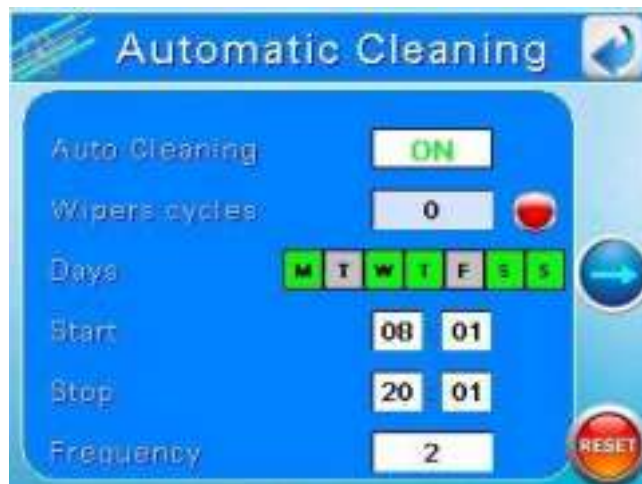 Automatic Cleaning
Auto Cleaning ON
Wipers cycles 0
Days M T W T F S S
Start 08 01
Stop 20 01
Frequency 2
RESET